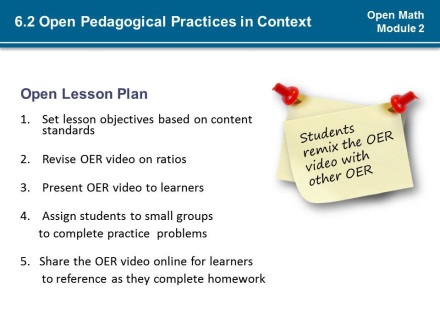 6.2 Open Pedagogical Practices in Context
Open Math
Module 2
Open Lesson Plan
1. Set lesson objectives based on content
standards
2. Revise OER video on ratios
3. Present OER video to learners
4. Assign students to small groups
to complete practice problems
5. Share the OER video online for learners
to reference as they complete homework
Students
remix the OER
video with
other OER